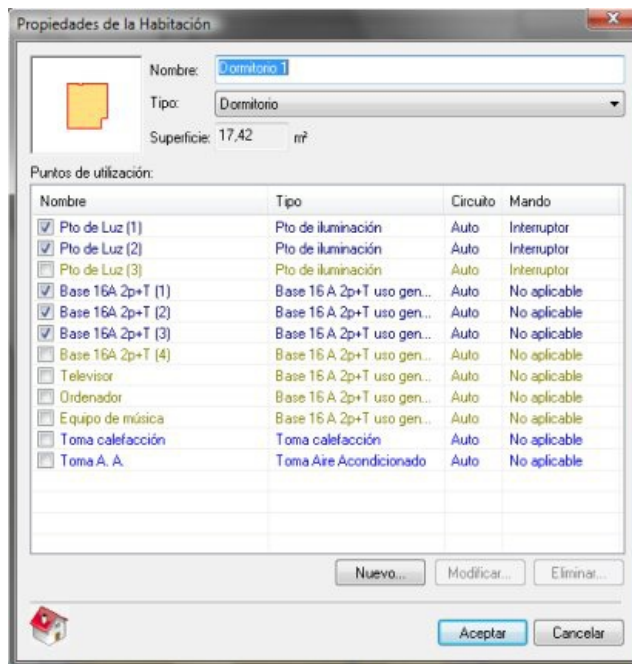 Propiedades de la Habitación
Nombre: Dormitorio 1
Tipo: Dormitorio
Superficie: 17,42 m²
Puntos de utilización:
Nombre Tipo Circuito Mando
Pto de Luz (1) Pto de iluminación Auto Interruptor
Pto de Luz (2) Pto de iluminación Auto Interruptor
Pto de Luz (3) Pto de iluminación Auto Interruptor
Base 16A 2p+T (1) Base 16 A 2p+T uso gen... Auto No aplicable
Base 16A 2p+T (2) Base 16 A 2p+T uso gen... Auto No aplicable
Base 16A 2p+T (3) Base 16 A 2p+T uso gen... Auto No aplicable
Base 16A 2p+T (4) Base 16 A 2p+T uso gen... Auto No aplicable
Televisor Base 16 A 2p+T uso gen... Auto No aplicable
Ordenador Base 16 A 2p+T uso gen... Auto No aplicable
Equipo de música Base 16 A 2p+T uso gen... Auto No aplicable
Toma calefacción Toma calefacción Auto No aplicable
Toma A. A. Toma Aire Acondicionado Auto No aplicable
Nuevo... Modificar... Eliminar...
Aceptar Cancelar